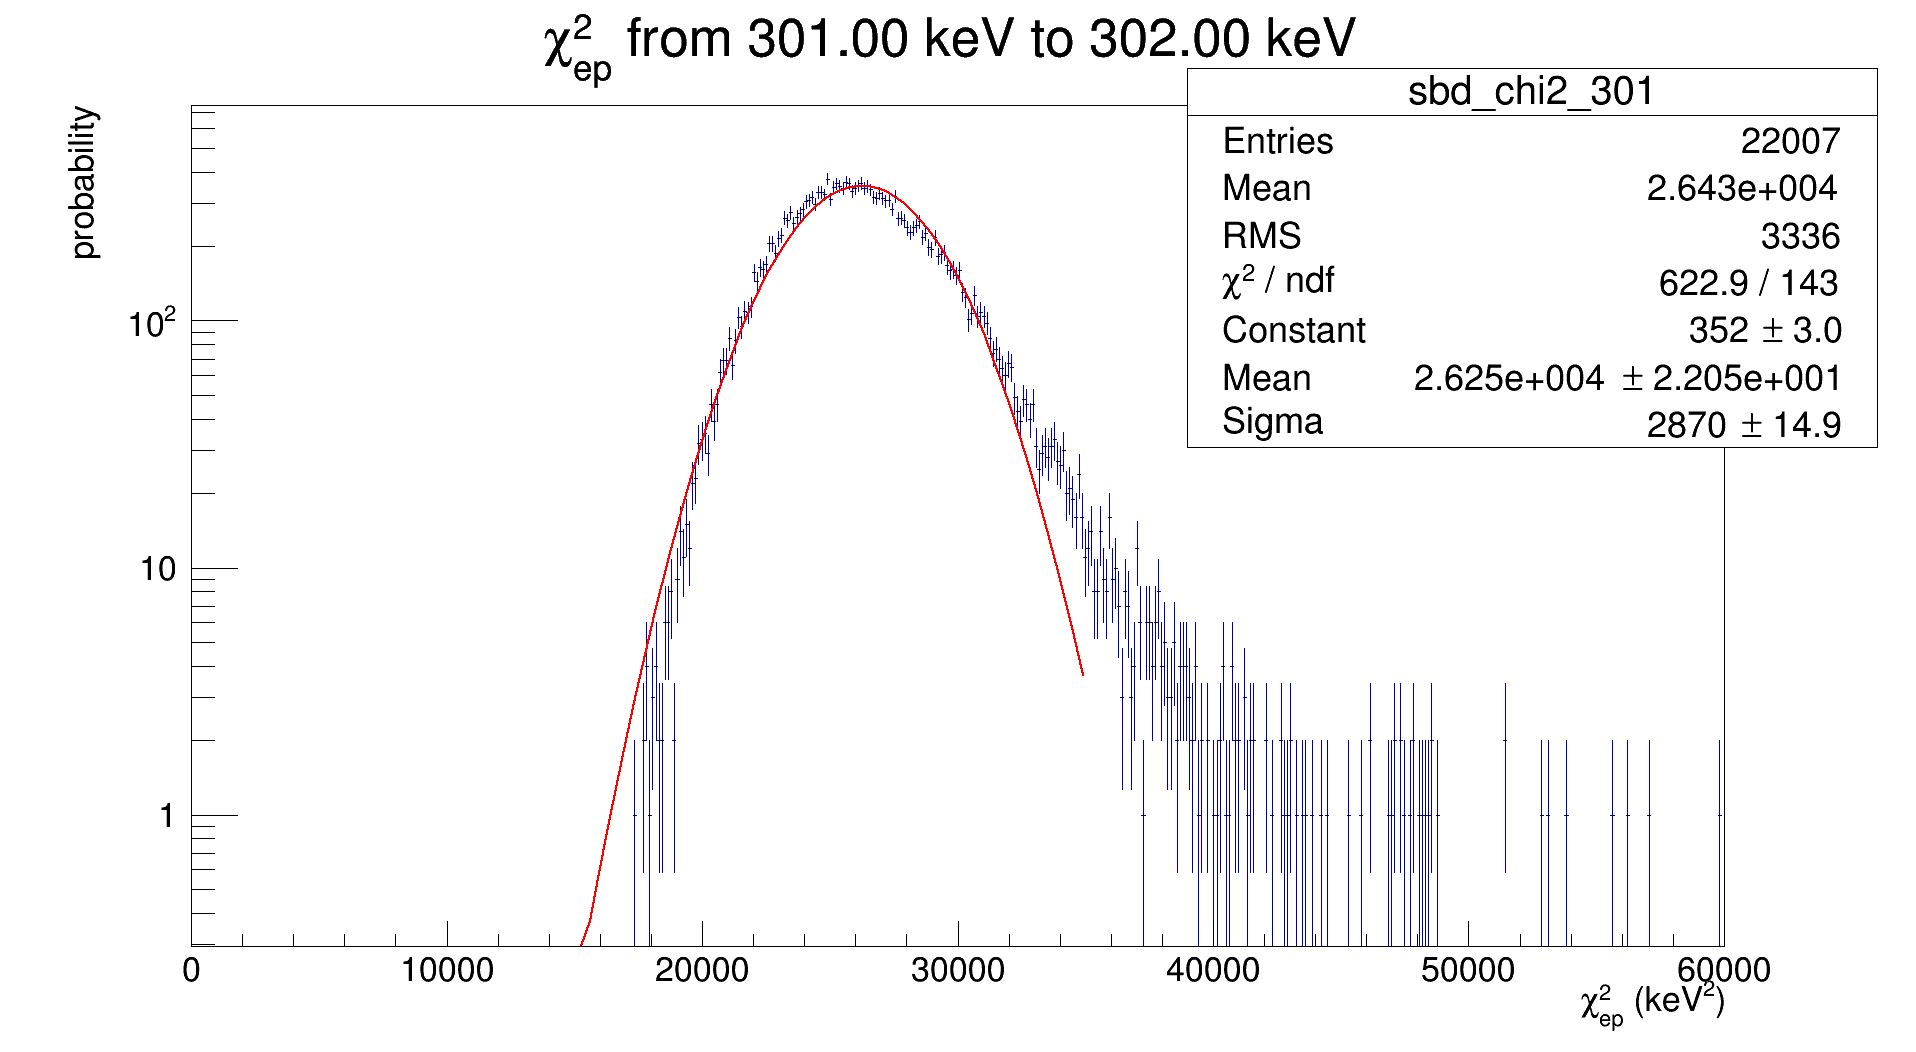 χ²ep from 301.00 keV to 302.00 keV
sbd_chi2_301
Entries 22007
Mean 2.643e+004
RMS 3336
χ² / ndf 622.9 / 143
Constant 352 ± 3.0
Mean 2.625e+004 ± 2.205e+001
Sigma 2870 ± 14.9
probability
10²
10
1
0 10000 20000 30000 40000 50000 60000
χ²ep (keV²)